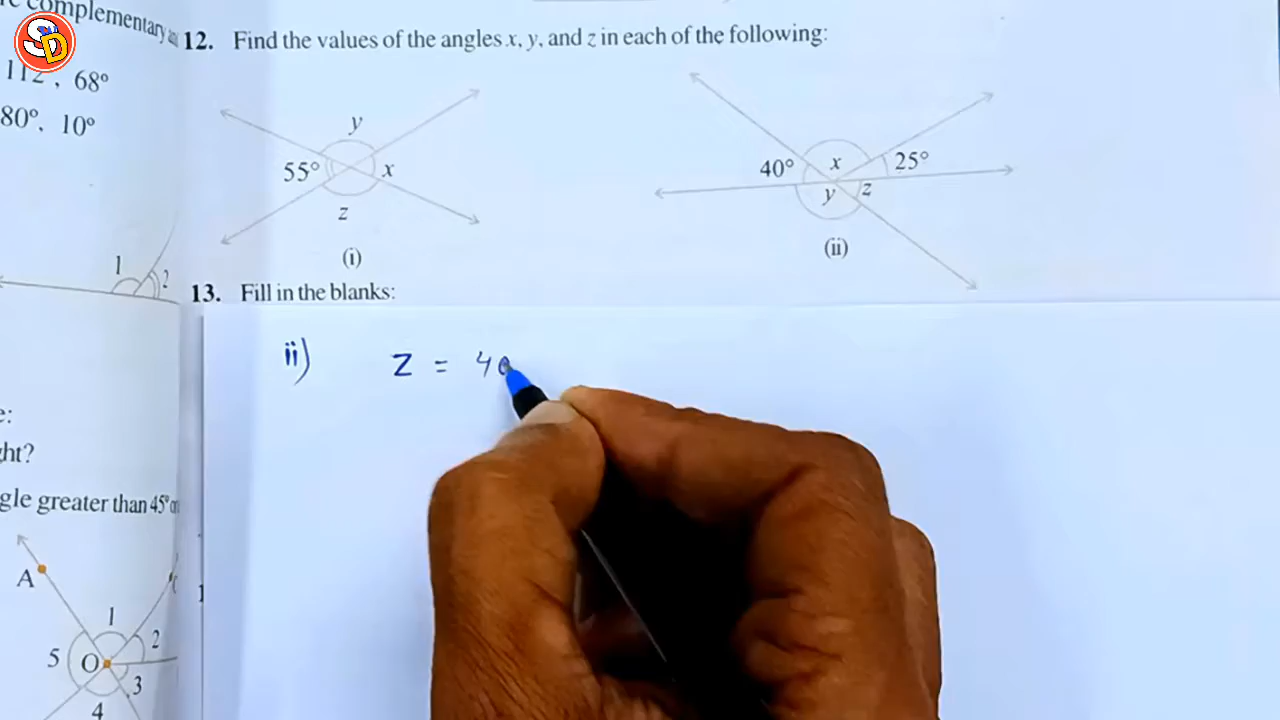 complementary
112°, 68°
80°, 10°
SD
12. Find the values of the angles x, y, and z in each of the following:
y
55° x
z
(i)
40° x 25°
y z
(ii)
1 2
13. Fill in the blanks:
ii) z = 40
e:
ght?
gle greater than 45°
A
1
2
5 O
3
4